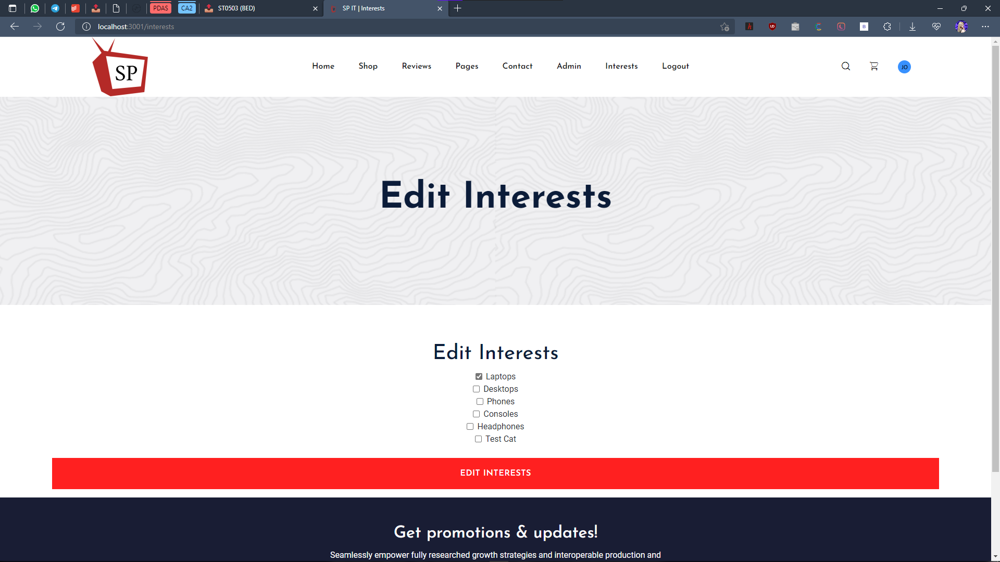 PDAS
CA2
ST0503 (BED)
SP IT | Interests
localhost:3001/interests
SP
Home
Shop
Reviews
Pages
Contact
Admin
Interests
Logout
JO
Edit Interests
Edit Interests
Laptops
Desktops
Phones
Consoles
Headphones
Test Cat
EDIT INTERESTS
Get promotions & updates!
Seamlessly empower fully researched growth strategies and interoperable production and